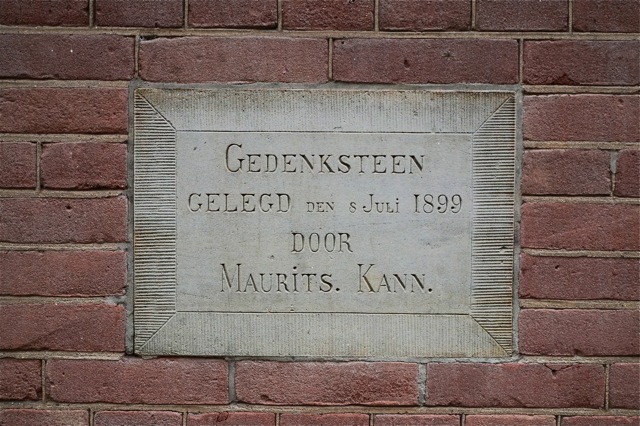 GEDENKSTEEN
GELEGD DEN 8 JULI 1899
DOOR
MAURITS. KANN.